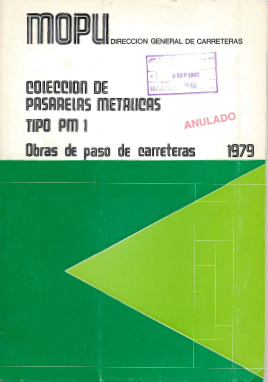 MOPU DIRECCION GENERAL DE CARRETERAS
COLECCION DE
PASARELAS METALICAS
TIPO PM 1
ANULADO
Obras de paso de carreteras 1979